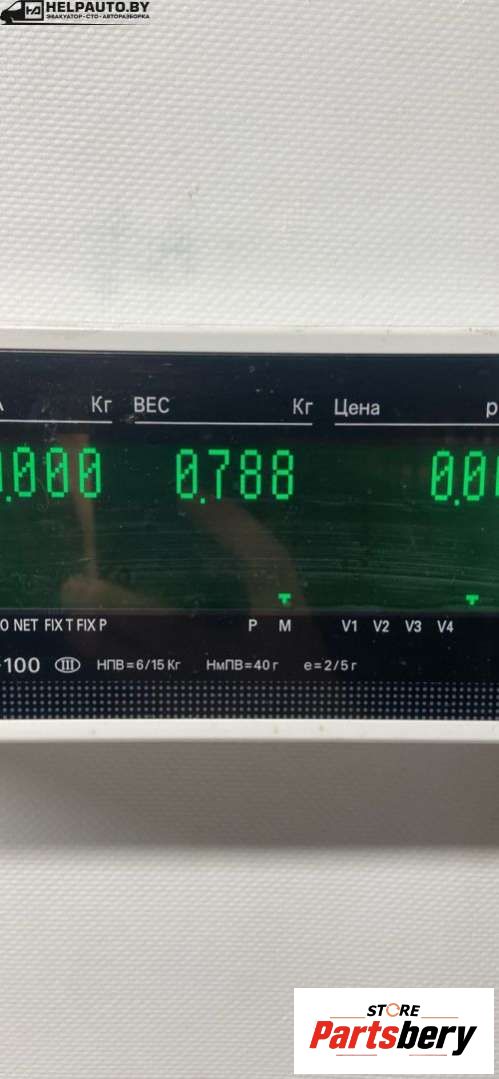 HELPAUTO.BY
ЭВАКУАТОР-СТО-АВТОРАЗБОРКА
Кг ВЕС Кг Цена
.000 0.788 0.0
NET FIX T FIX P P M V1 V2 V3 V4
100 III НПВ=6/15 Кг НмПВ=40 г e=2/5 г
STORE
Partsbery